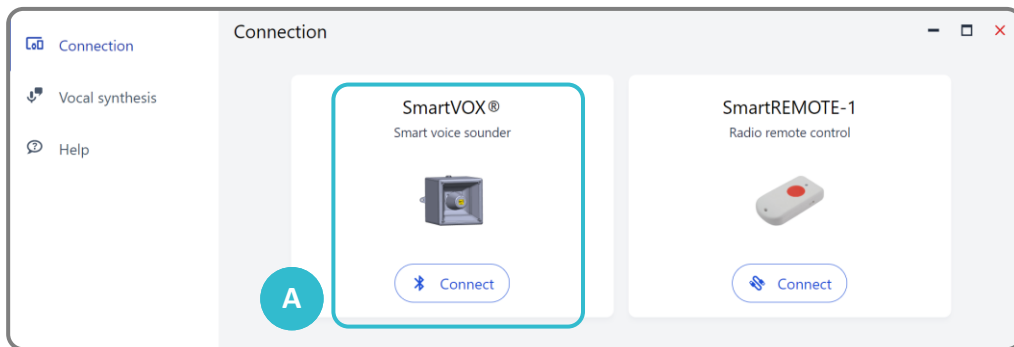 Connection
Vocal synthesis
Help
Connection
SmartVOX®
Smart voice sounder
Connect
A
SmartREMOTE-1
Radio remote control
Connect